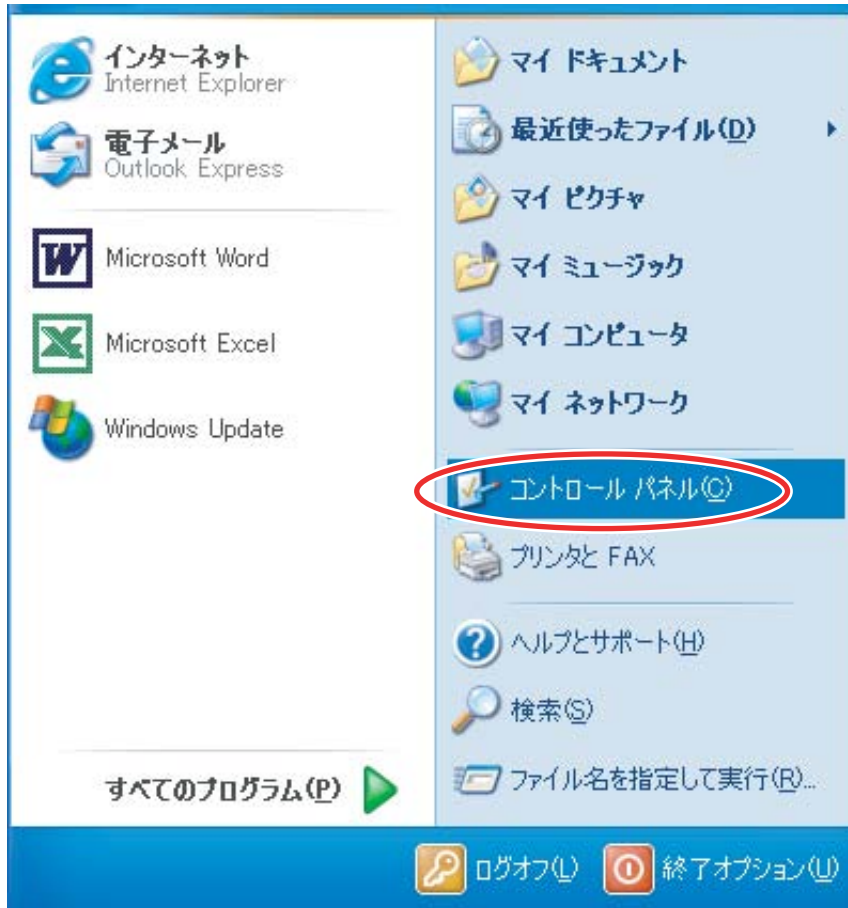 インターネット
Internet Explorer
電子メール
Outlook Express
Microsoft Word
Microsoft Excel
Windows Update
すべてのプログラム(P)
マイ ドキュメント
最近使ったファイル(D)
マイ ピクチャ
マイ ミュージック
マイ コンピュータ
マイ ネットワーク
コントロール パネル(C)
プリンタと FAX
ヘルプとサポート(H)
検索(S)
ファイル名を指定して実行(R)...
ログオフ(L)
終了オプション(U)